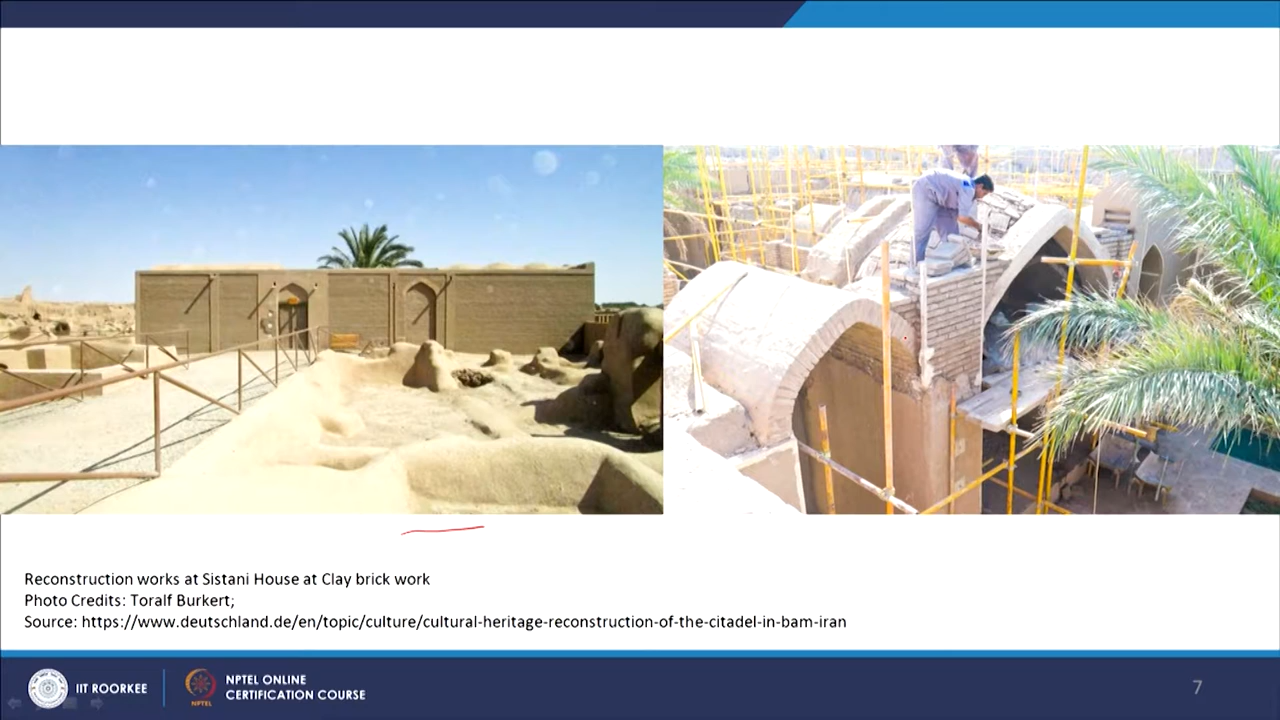 Reconstruction works at Sistani House at Clay brick work
Photo Credits: Toralf Burkert;
Source: https://www.deutschland.de/en/topic/culture/cultural-heritage-reconstruction-of-the-citadel-in-bam-iran
IIT ROORKEE
NPTEL
NPTEL ONLINE
CERTIFICATION COURSE
7